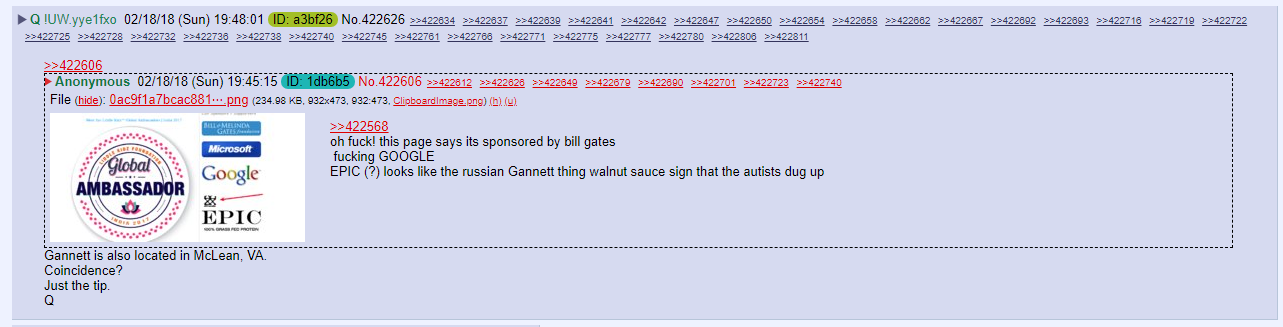 Q !UW.yye1fxo 02/18/18 (Sun) 19:48:01 ID: a3bf26 No.422626 >>422634 >>422637 >>422639 >>422641 >>422642 >>422647 >>422650 >>422654 >>422658 >>422662 >>422667 >>422692 >>422693 >>422716 >>422719 >>422722
>>422725 >>422728 >>422732 >>422736 >>422738 >>422740 >>422745 >>422761 >>422766 >>422771 >>422775 >>422777 >>422780 >>422806 >>422811
>>422606
Anonymous 02/18/18 (Sun) 19:45:15 ID: 1db6b5 No.422606 >>422612 >>422626 >>422649 >>422679 >>422690 >>422701 >>422723 >>422740
File (hide): 0ac9f1a7bcac881⋯.png (234.98 KB, 932x473, 932:473, ClipboardImage.png) (h) (u)
BILL & MELINDA
GATES foundation
LITTLE KIDZ FOUNDATION
Global
AMBASSADOR
INDIA 2017
Microsoft
Google
EPIC
100% GRASS FED PROTEIN
>>422568
oh fuck! this page says its sponsored by bill gates
fucking GOOGLE
EPIC (?) looks like the russian Gannett thing walnut sauce sign that the autists dug up
Gannett is also located in McLean, VA.
Coincidence?
Just the tip.
Q